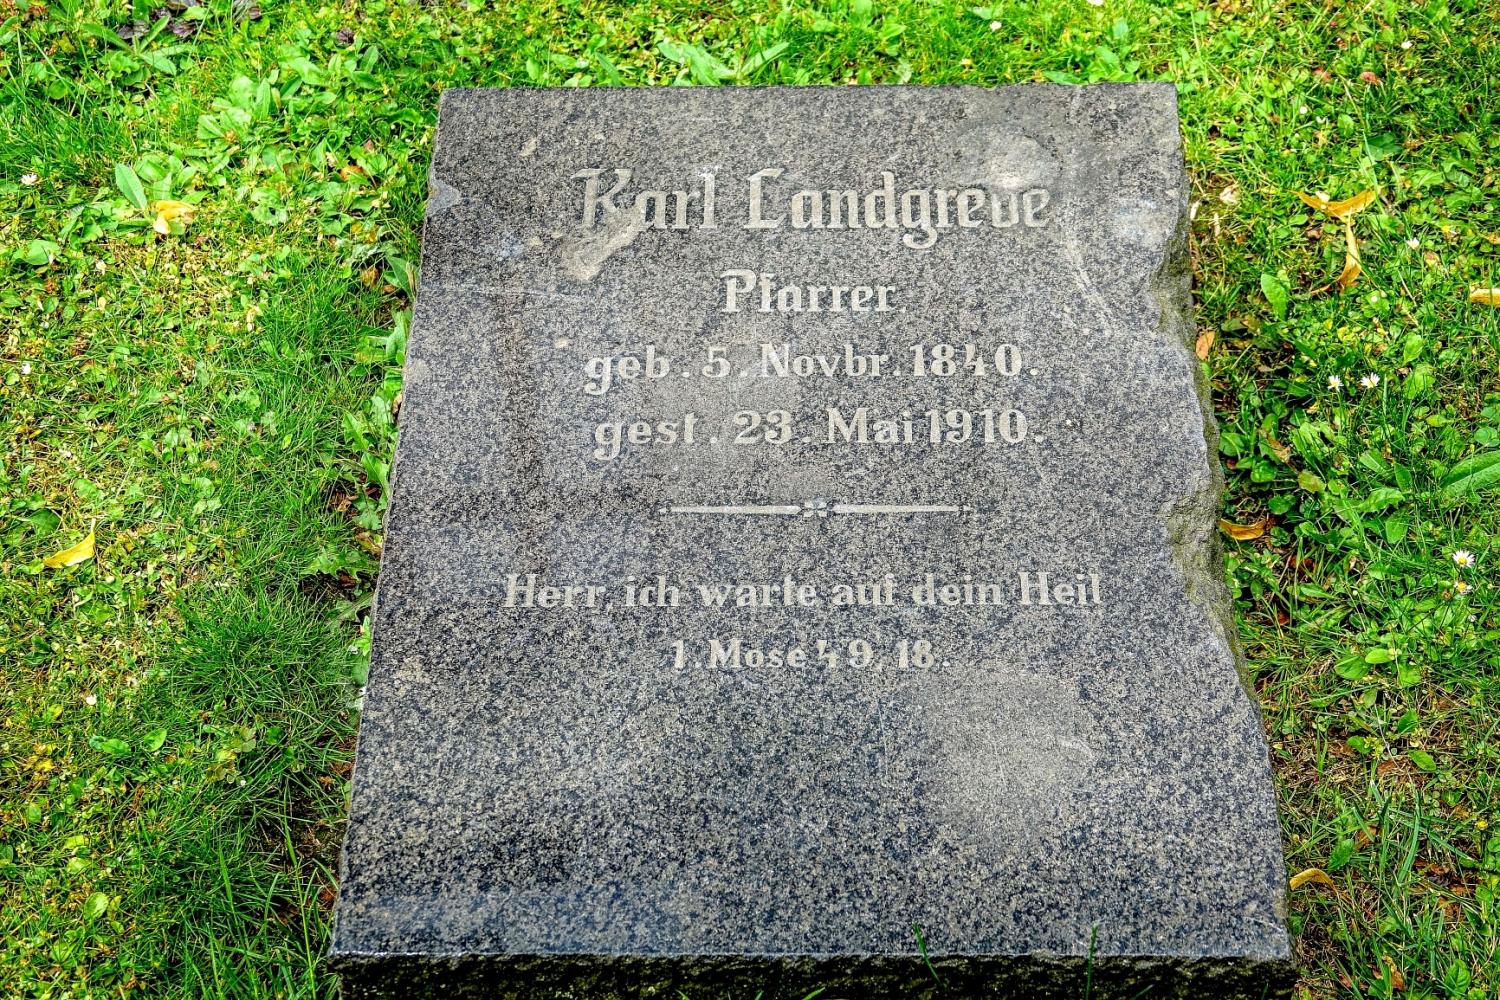 Karl Landgrebe
Pfarrer
geb. 5. Novbr. 1840.
gest. 23. Mai 1910.
Herr, ich warte auf dein Heil
1. Mose 49, 18.